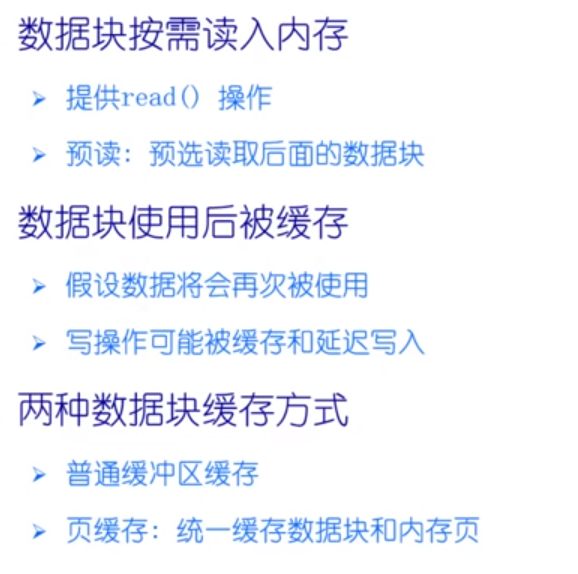 数据块按需读入内存
➢ 提供read() 操作
➢ 预读: 预选读取后面的数据块
数据块使用后被缓存
➢ 假设数据将会再次被使用
➢ 写操作可能被缓存和延迟写入
两种数据块缓存方式
➢ 普通缓冲区缓存
➢ 页缓存: 统一缓存数据块和内存页